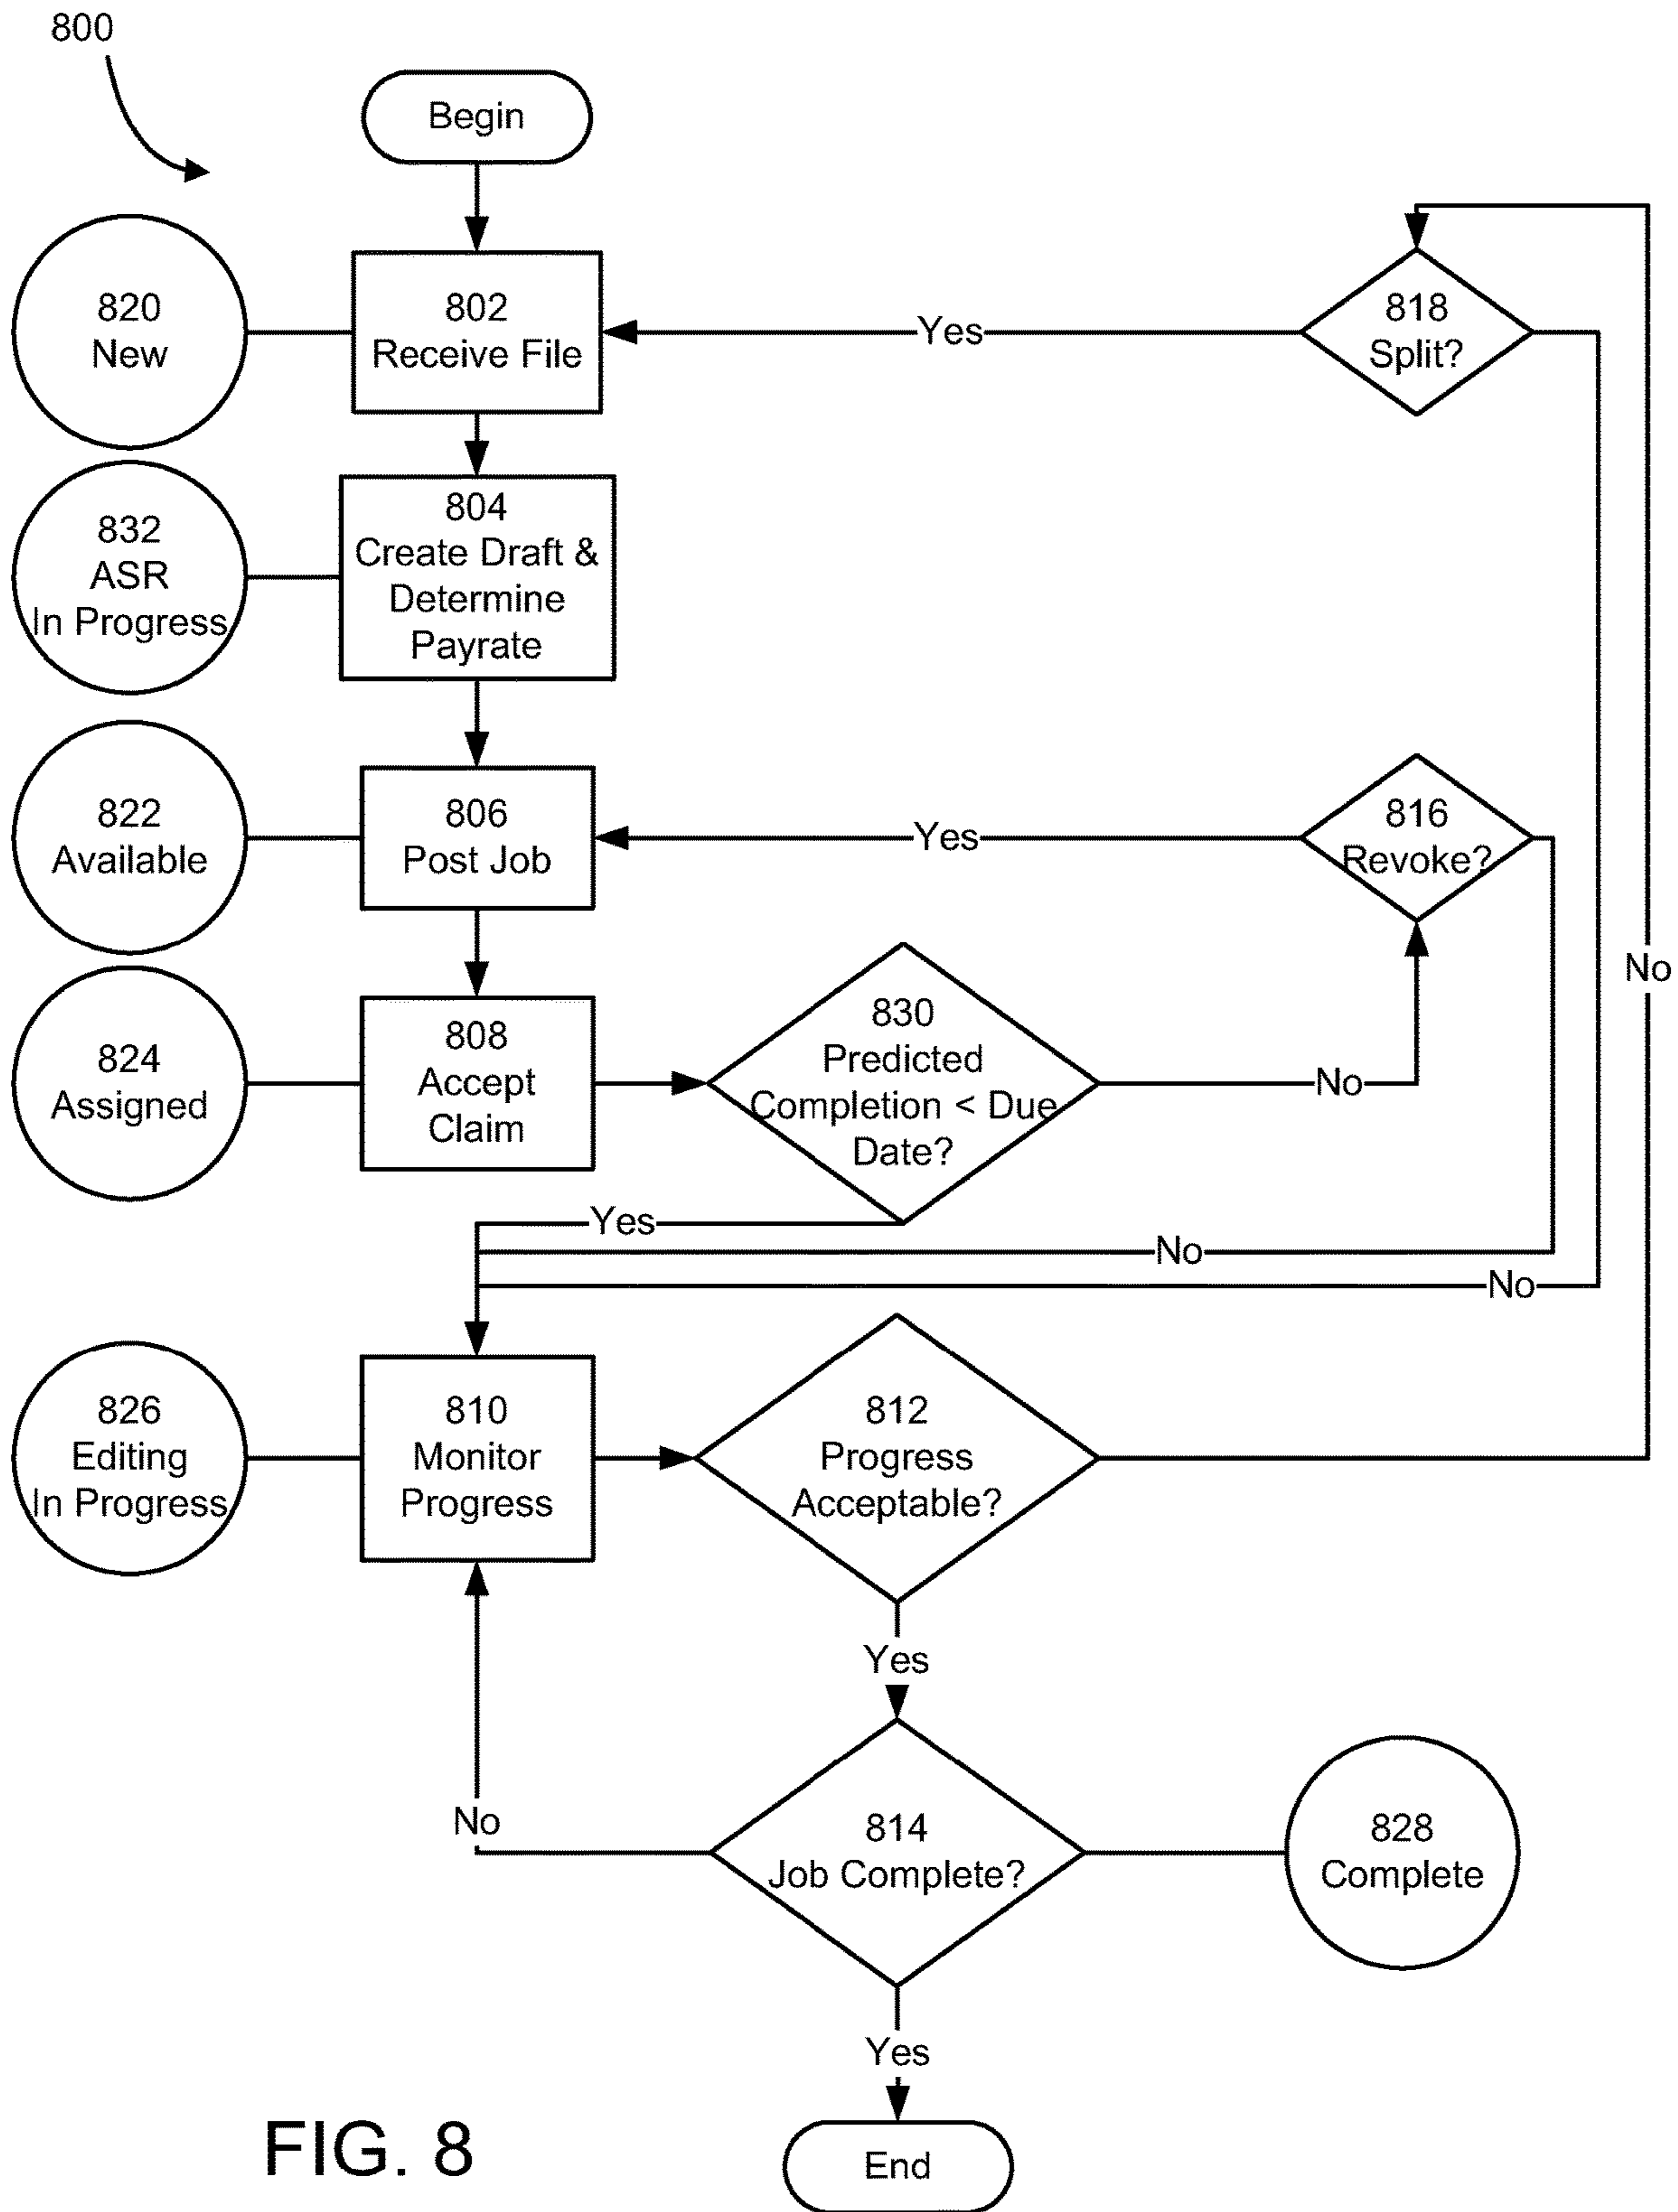 800
Begin
820
New
802
Receive File
Yes
818
Split?
832
ASR
In Progress
804
Create Draft &
Determine
Payrate
822
Available
806
Post Job
Yes
816
Revoke?
No
824
Assigned
808
Accept
Claim
830
Predicted
Completion < Due
Date?
No
Yes
No
No
826
Editing
In Progress
810
Monitor
Progress
812
Progress
Acceptable?
Yes
No
814
Job Complete?
828
Complete
Yes
End
FIG. 8